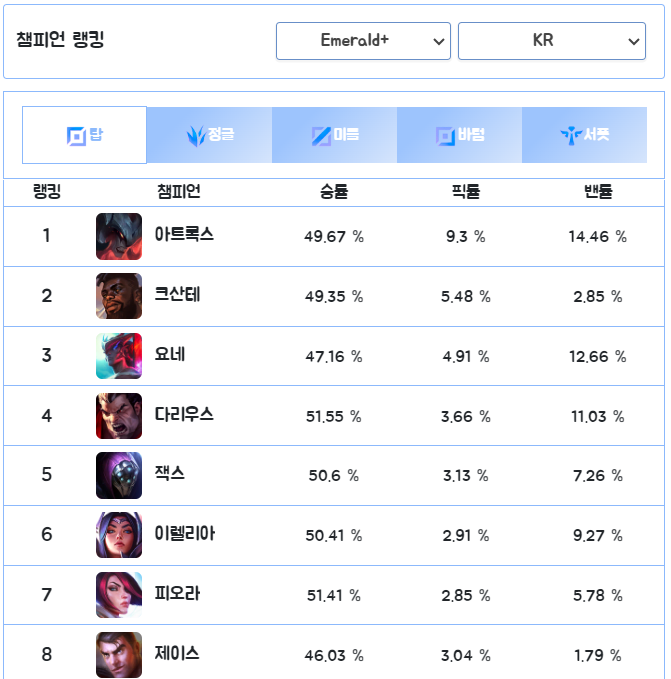 챔피언 랭킹 Emerald+ KR
탑 정글 미들 바텀 서폿
랭킹 챔피언 승률 픽률 밴률
1 아트록스 49.67 % 9.3 % 14.46 %
2 크산테 49.35 % 5.48 % 2.85 %
3 요네 47.16 % 4.91 % 12.66 %
4 다리우스 51.55 % 3.66 % 11.03 %
5 잭스 50.6 % 3.13 % 7.26 %
6 이렐리아 50.41 % 2.91 % 9.27 %
7 피오라 51.41 % 2.85 % 5.78 %
8 제이스 46.03 % 3.04 % 1.79 %